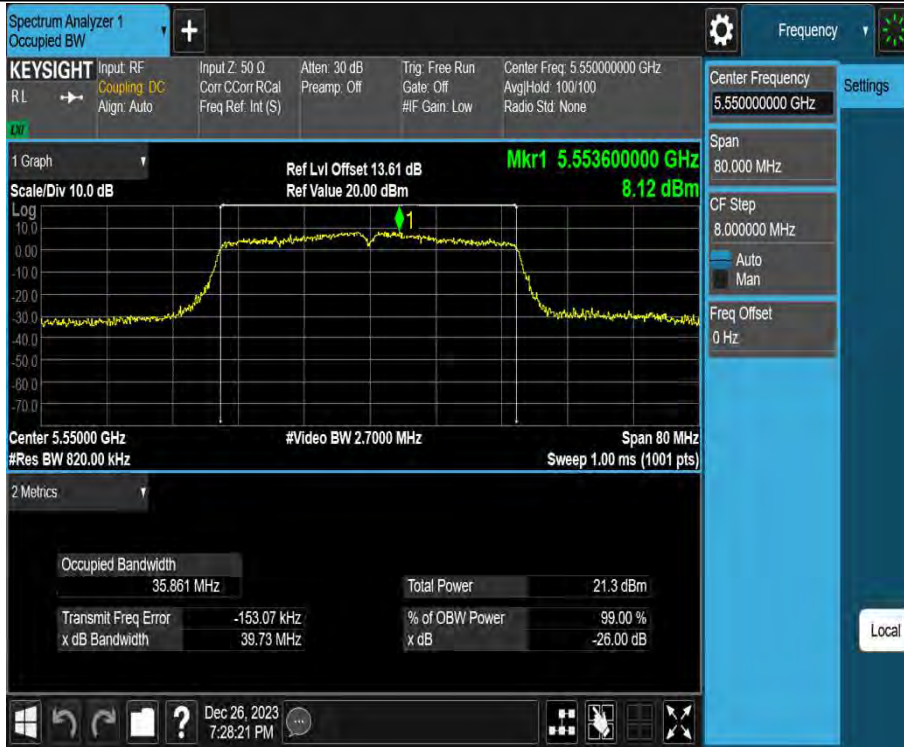 Spectrum Analyzer 1
Occupied BW
+
Frequency
KEYSIGHT
RL
LXI
Input: RF
Coupling: DC
Align: Auto
Input Z: 50 Ω
Corr CCorr RCal
Freq Ref: Int (S)
Atten: 30 dB
Preamp: Off
Trig: Free Run
Gate: Off
#IF Gain: Low
Center Freq: 5.550000000 GHz
Avg|Hold: 100/100
Radio Std: None
Center Frequency
5.550000000 GHz
Settings
Span
80.000 MHz
CF Step
8.000000 MHz
Auto
Man
Freq Offset
0 Hz
1 Graph
Scale/Div 10.0 dB
Ref Lvl Offset 13.61 dB
Ref Value 20.00 dBm
Mkr1 5.553600000 GHz
8.12 dBm
Log
10.0
0.00
-10.0
-20.0
-30.0
-40.0
-60.0
-70.0
1
Center 5.55000 GHz
#Res BW 820.00 kHz
#Video BW 2.7000 MHz
Span 80 MHz
Sweep 1.00 ms (1001 pts)
2 Metrics
Occupied Bandwidth
35.861 MHz
Total Power 21.3 dBm
Transmit Freq Error -153.07 kHz
% of OBW Power 99.00 %
x dB Bandwidth 39.73 MHz
x dB -26.00 dB
Local
?
Dec 26, 2023
7:28:21 PM